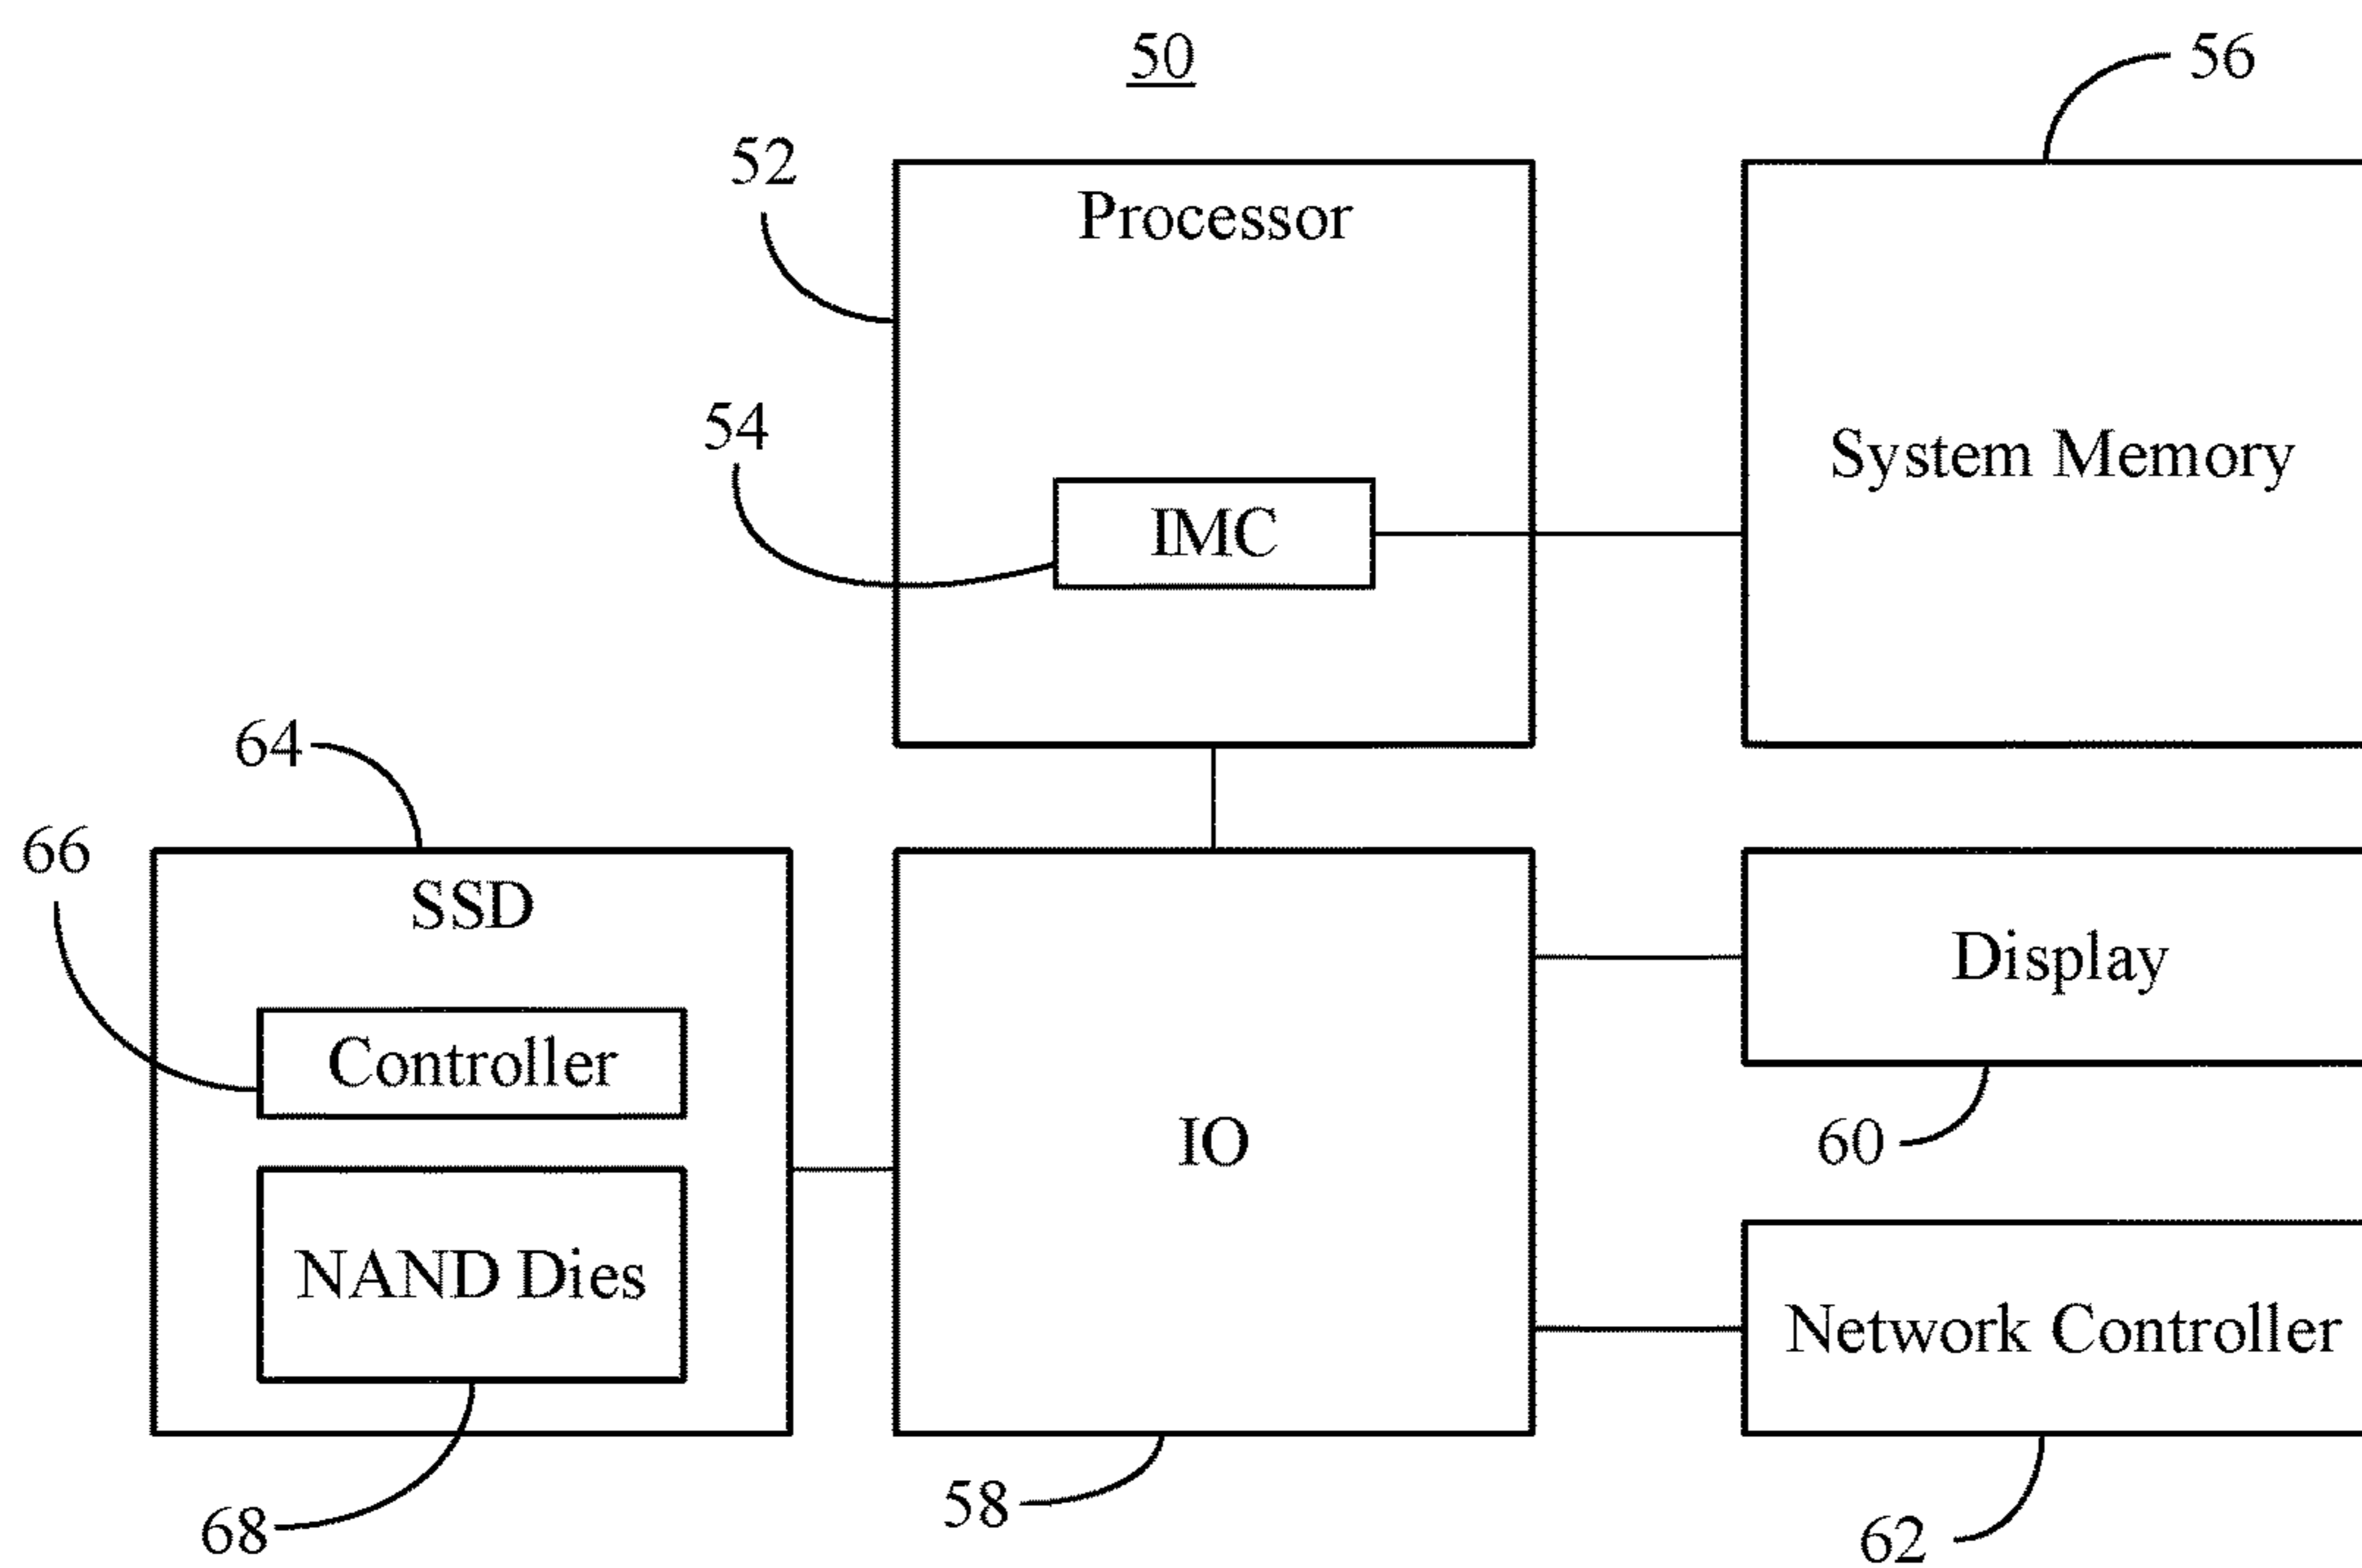 50
56
52
Processor
System Memory
54
IMC
64
66
SSD
Controller
NAND Dies
IO
Display
60
Network Controller
68
58
62